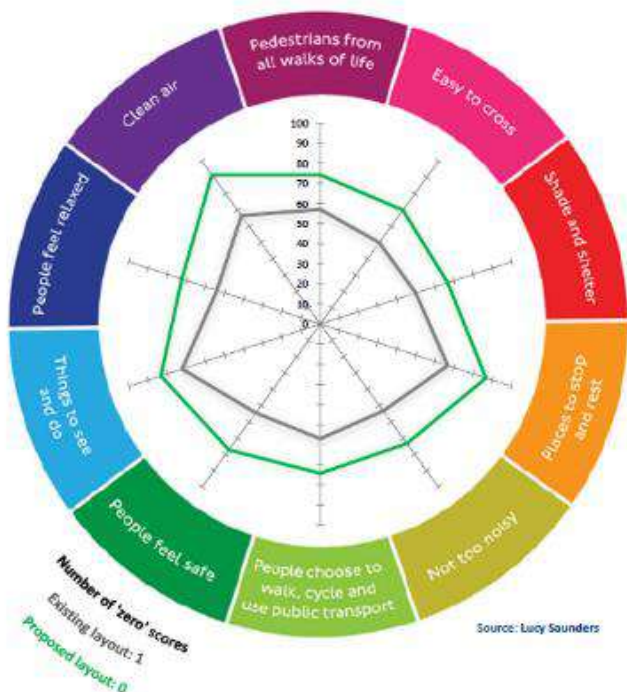 Pedestrians from
all walks of life
Easy to cross
Shade and shelter
Places to stop
and rest
Not too noisy
People choose to
walk, cycle and
use public transport
People feel safe
Things to see
and do
People feel relaxed
Clean air
100
90
80
70
60
50
40
30
20
10
0
Number of 'zero' scores
Existing layout: 1
Proposed layout: 0
Source: Lucy Saunders